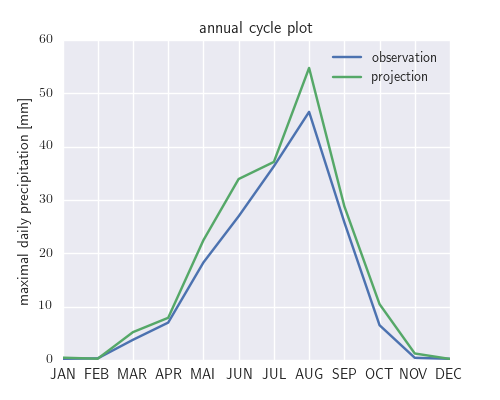 annual cycle plot
maximal daily precipitation [mm]
60
50
40
30
20
10
0
observation
projection
JAN FEB MAR APR MAI JUN JUL AUG SEP OCT NOV DEC